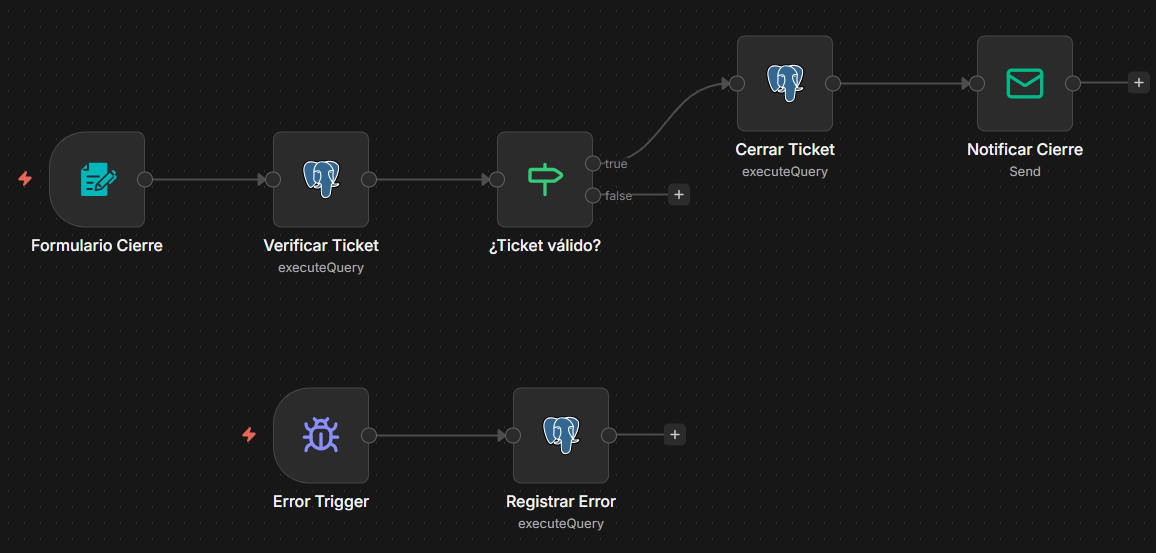 Cerrar Ticket
executeQuery
Notificar Cierre
Send
true
false
Formulario Cierre
Verificar Ticket
executeQuery
¿Ticket válido?
Error Trigger
Registrar Error
executeQuery